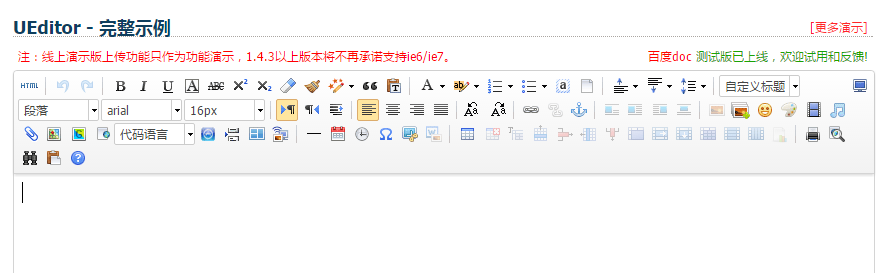 UEditor - 完整示例
[更多演示]
注：线上演示版上传功能只作为功能演示，1.4.3以上版本将不再承诺支持ie6/ie7。
百度doc 测试版已上线，欢迎试用和反馈!
HTML B I U A ABC X² X₂ A ab a 自定义标题
段落 arial 16px
代码语言